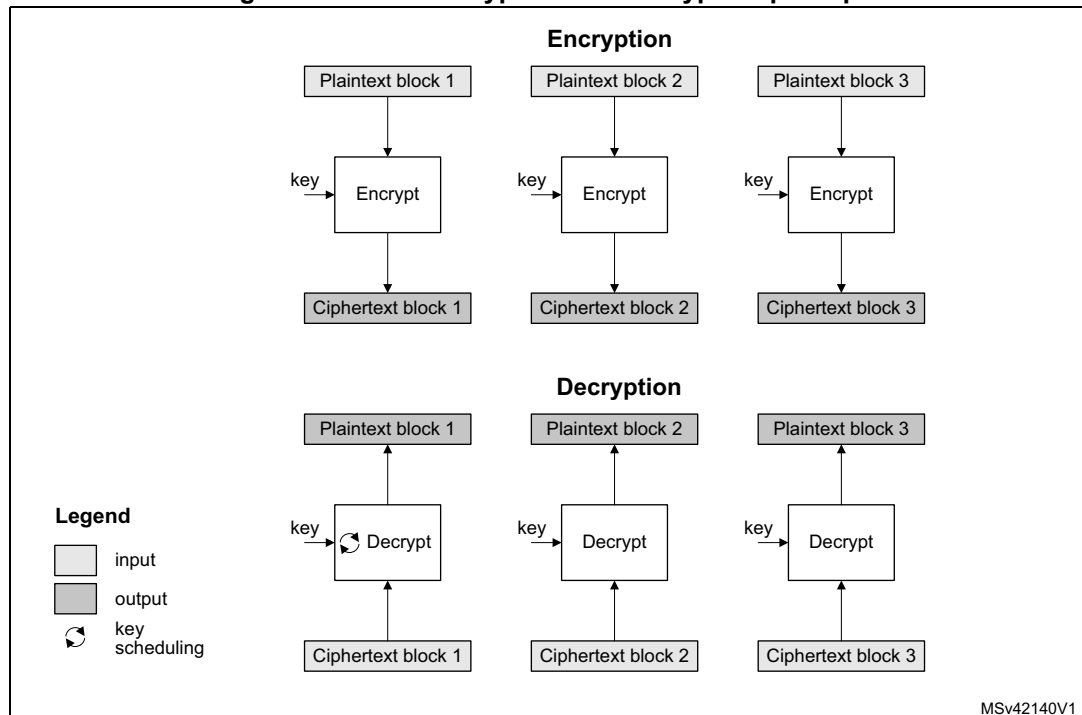 Encryption
Plaintext block 1 Plaintext block 2 Plaintext block 3
key Encrypt key Encrypt key Encrypt
Ciphertext block 1 Ciphertext block 2 Ciphertext block 3
Decryption
Plaintext block 1 Plaintext block 2 Plaintext block 3
key Decrypt key Decrypt key Decrypt
Ciphertext block 1 Ciphertext block 2 Ciphertext block 3
Legend
input
output
key
scheduling
MSv42140V1